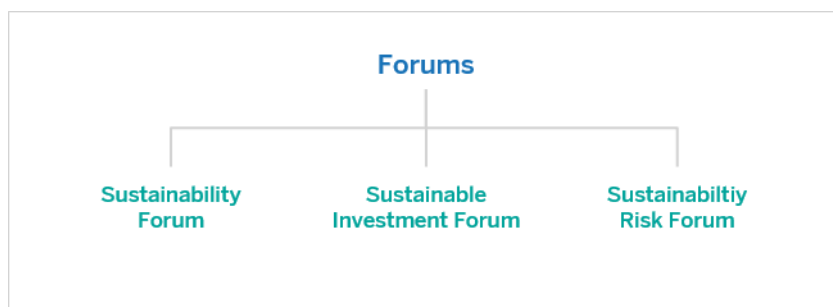 Forums
Sustainability
Forum
Sustainable
Investment Forum
Sustainabiltiy
Risk Forum